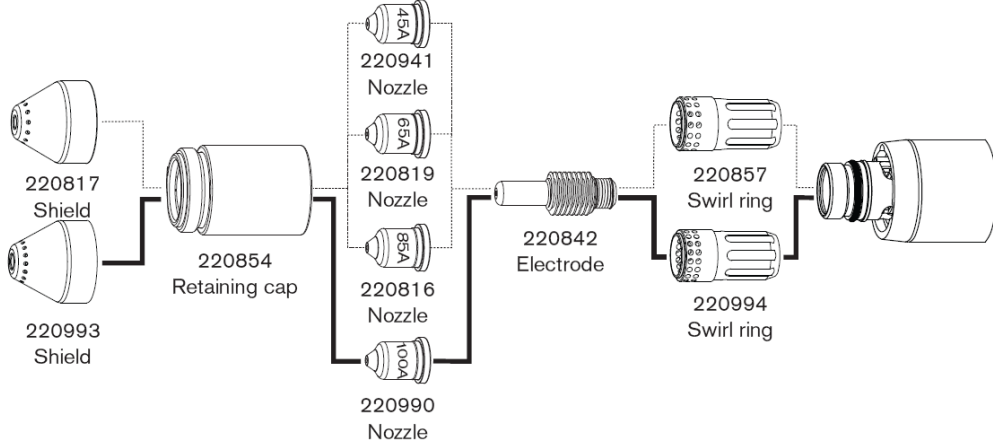 220817
Shield
220993
Shield
220854
Retaining cap
45A
220941
Nozzle
65A
220819
Nozzle
85A
220816
Nozzle
100A
220990
Nozzle
220842
Electrode
220857
Swirl ring
220994
Swirl ring